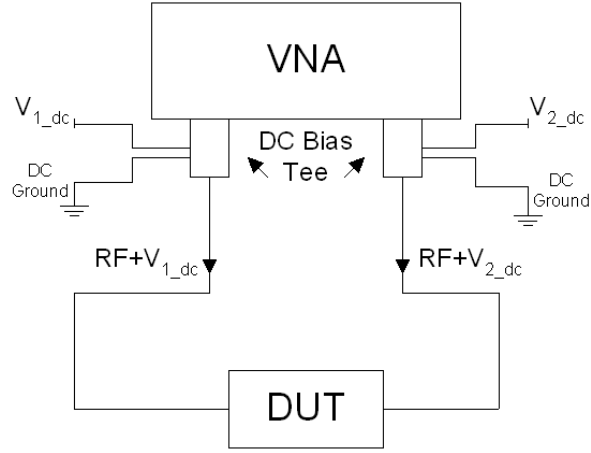 VNA
V1_dc
V2_dc
DC Bias
Tee
DC
Ground
DC
Ground
RF+V1_dc
RF+V2_dc
DUT